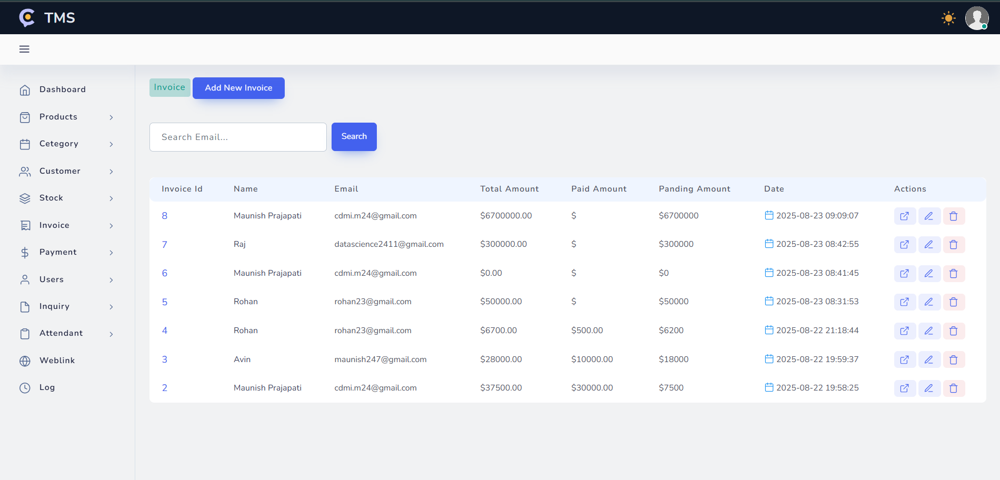 TMS
Dashboard
Products
Cetegory
Customer
Stock
Invoice
Payment
Users
Inquiry
Attendant
Weblink
Log
Invoice Add New Invoice
Search Email... Search
Invoice Id Name Email Total Amount Paid Amount Panding Amount Date Actions
8 Maunish Prajapati cdmi.m24@gmail.com $6700000.00 $ $6700000 2025-08-23 09:09:07
7 Raj datascience2411@gmail.com $300000.00 $ $300000 2025-08-23 08:42:55
6 Maunish Prajapati cdmi.m24@gmail.com $0.00 $ $0 2025-08-23 08:41:45
5 Rohan rohan23@gmail.com $50000.00 $ $50000 2025-08-23 08:31:53
4 Rohan rohan23@gmail.com $6700.00 $500.00 $6200 2025-08-22 21:18:44
3 Avin maunish247@gmail.com $28000.00 $10000.00 $18000 2025-08-22 19:59:37
2 Maunish Prajapati cdmi.m24@gmail.com $37500.00 $30000.00 $7500 2025-08-22 19:58:25